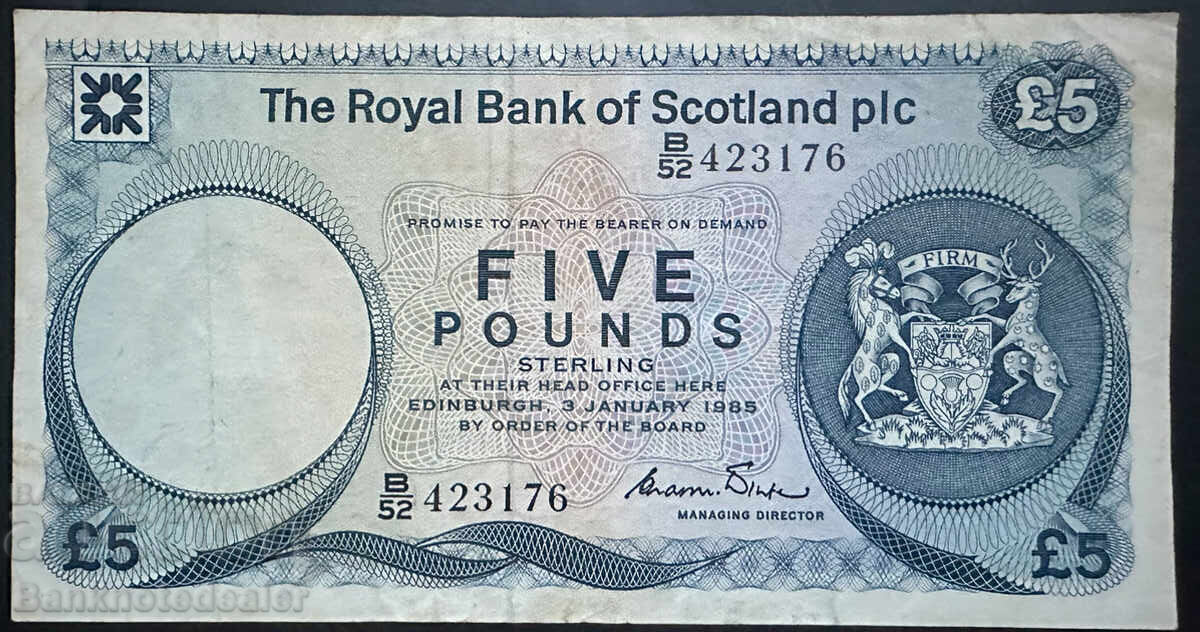 The Royal Bank of Scotland plc
£5
B/52 423176
PROMISE TO PAY THE BEARER ON DEMAND
FIVE
POUNDS
STERLING
AT THEIR HEAD OFFICE HERE
EDINBURGH, 3 JANUARY 1985
BY ORDER OF THE BOARD
FIRM
B/52 423176
MANAGING DIRECTOR
£5
£5
Banknotedealer